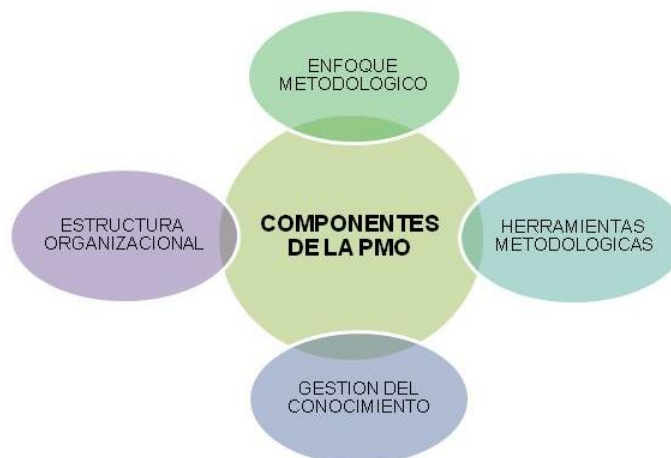 ENFOQUE
METODOLOGICO
ESTRUCTURA
ORGANIZACIONAL
COMPONENTES
DE LA PMO
HERRAMIENTAS
METODOLOGICAS
GESTION DEL
CONOCIMIENTO